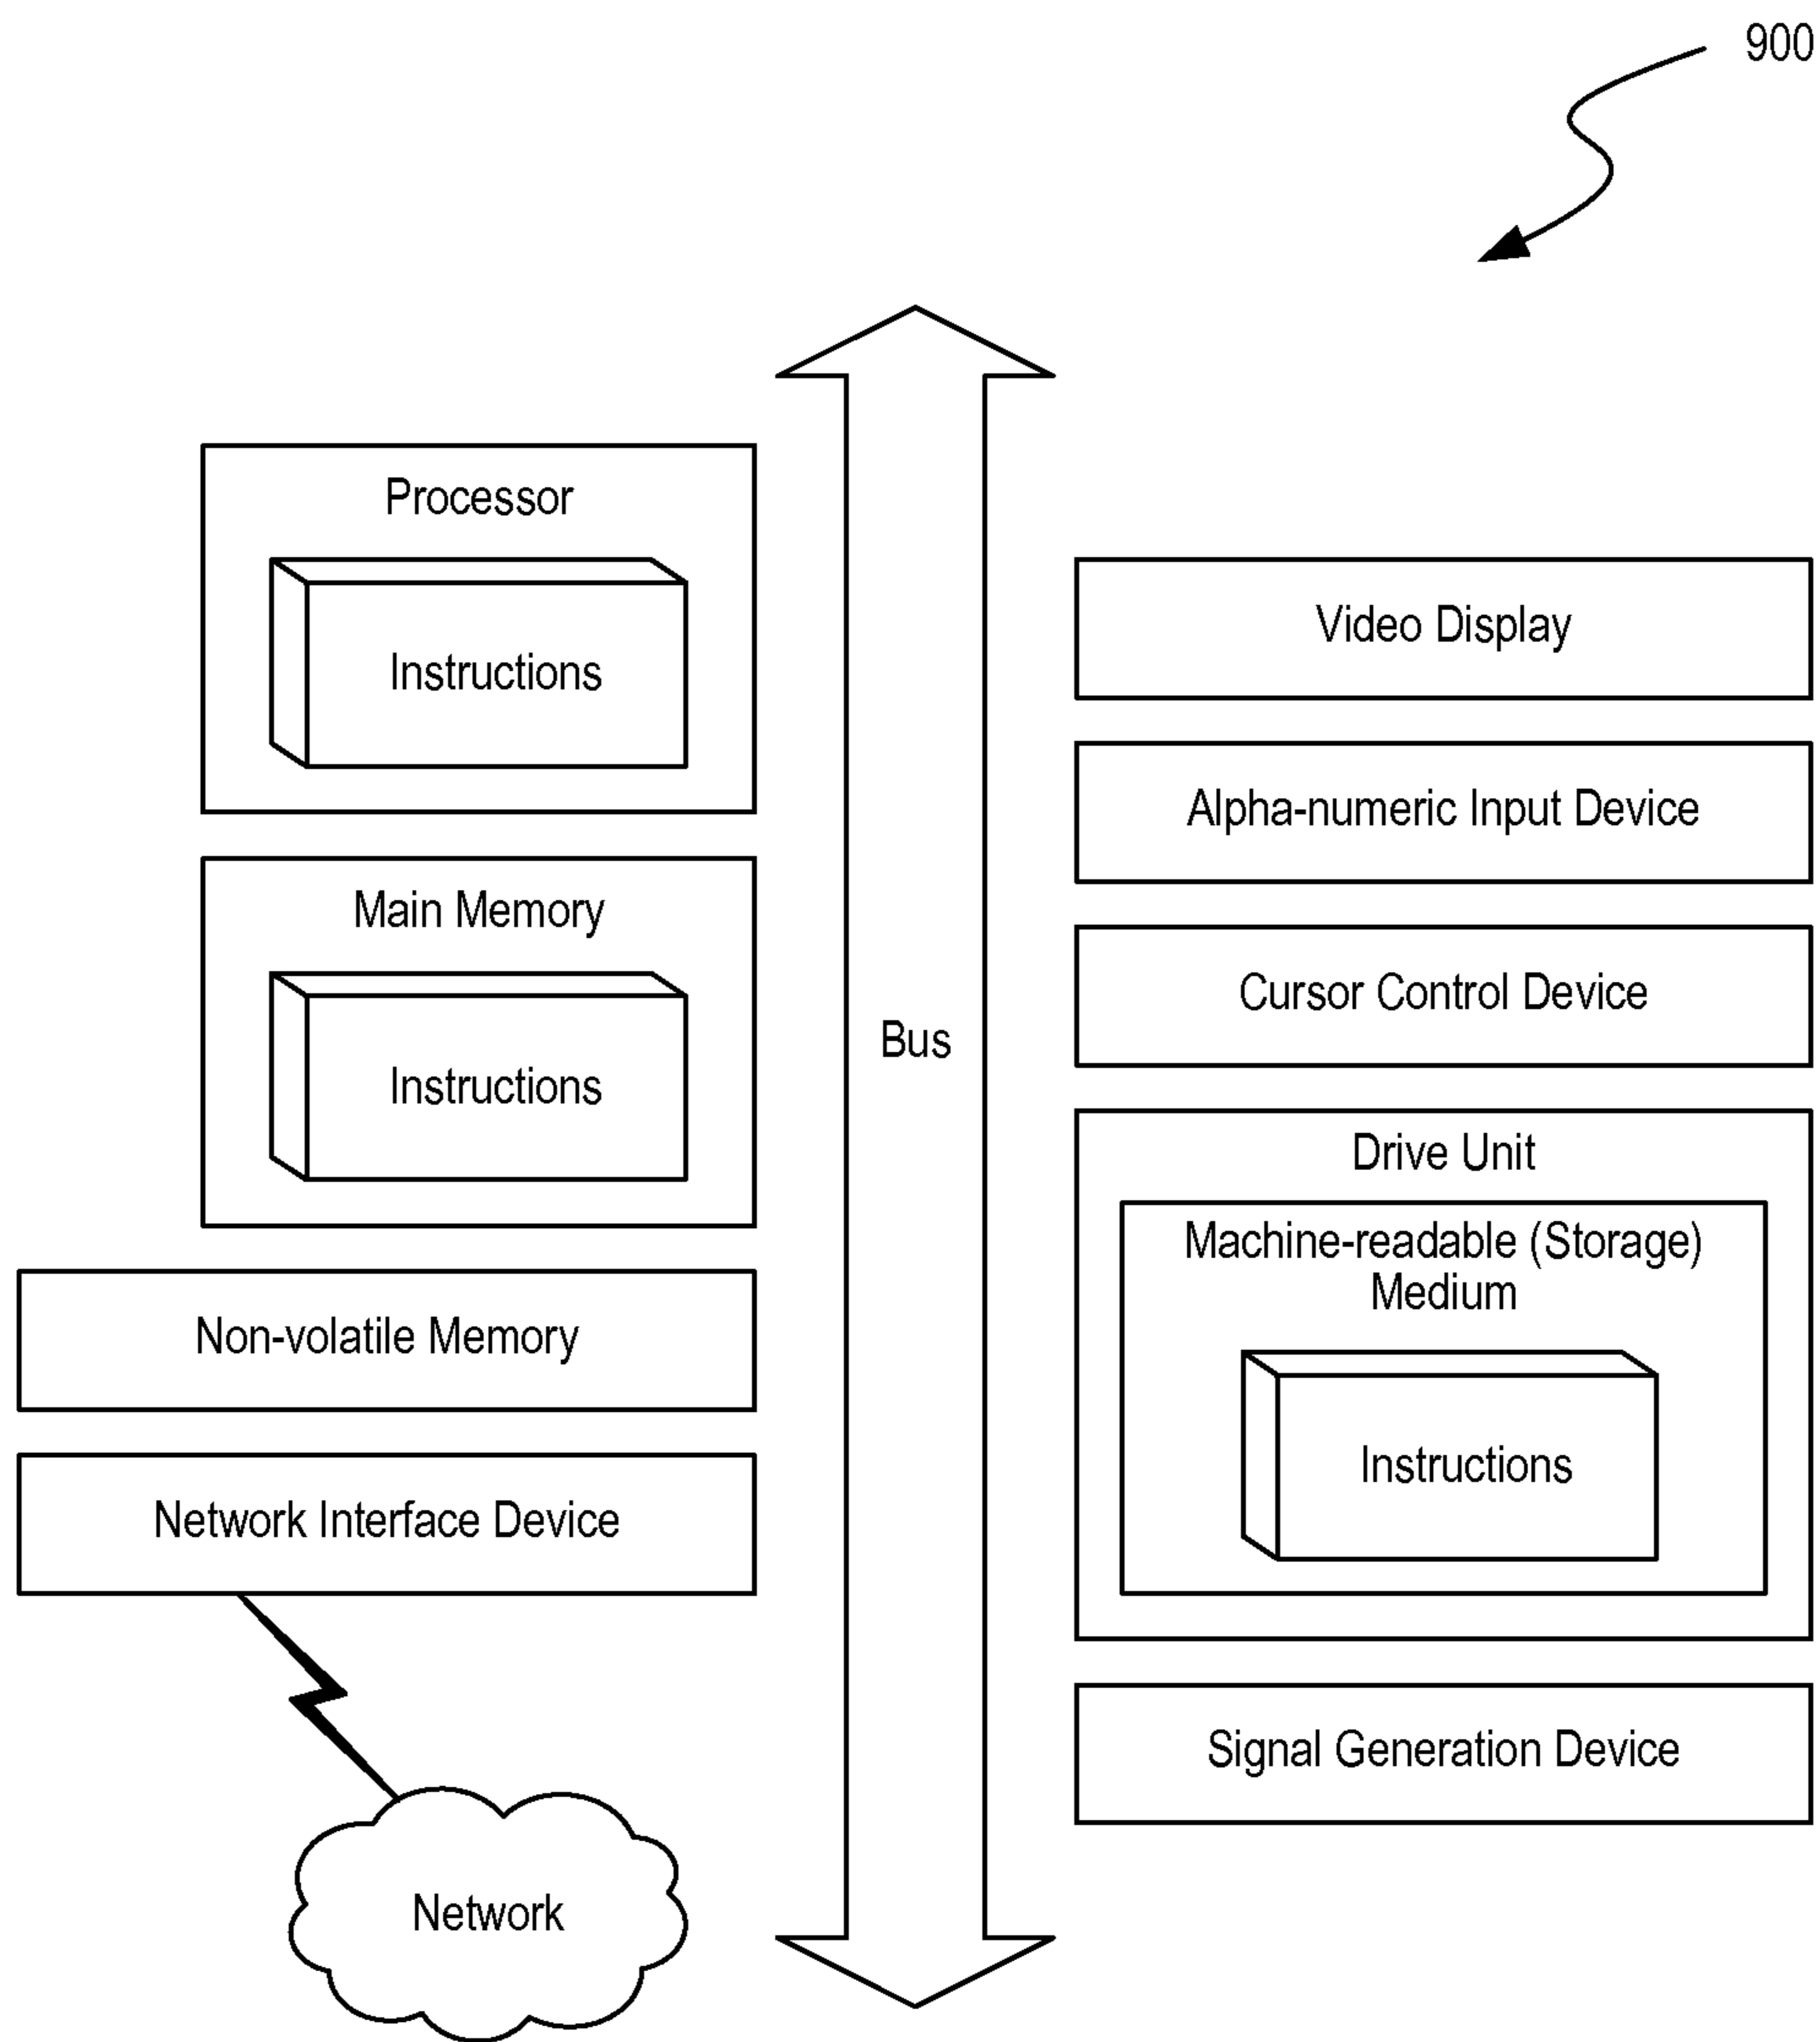 900
Processor
Instructions
Main Memory
Instructions
Non-volatile Memory
Network Interface Device
Network
Bus
Video Display
Alpha-numeric Input Device
Cursor Control Device
Drive Unit
Machine-readable (Storage)
Medium
Instructions
Signal Generation Device